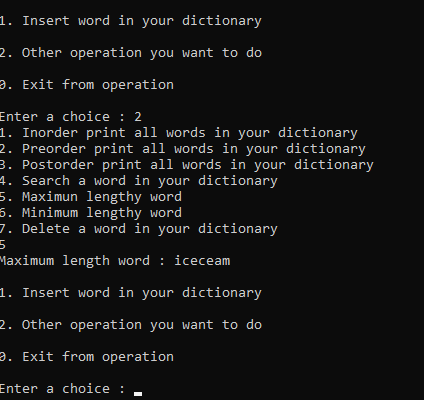 1. Insert word in your dictionary
2. Other operation you want to do
0. Exit from operation
Enter a choice : 2
1. Inorder print all words in your dictionary
2. Preorder print all words in your dictionary
3. Postorder print all words in your dictionary
4. Search a word in your dictionary
5. Maximun lengthy word
6. Minimum lengthy word
7. Delete a word in your dictionary
5
Maximum length word : iceceam
1. Insert word in your dictionary
2. Other operation you want to do
0. Exit from operation
Enter a choice :